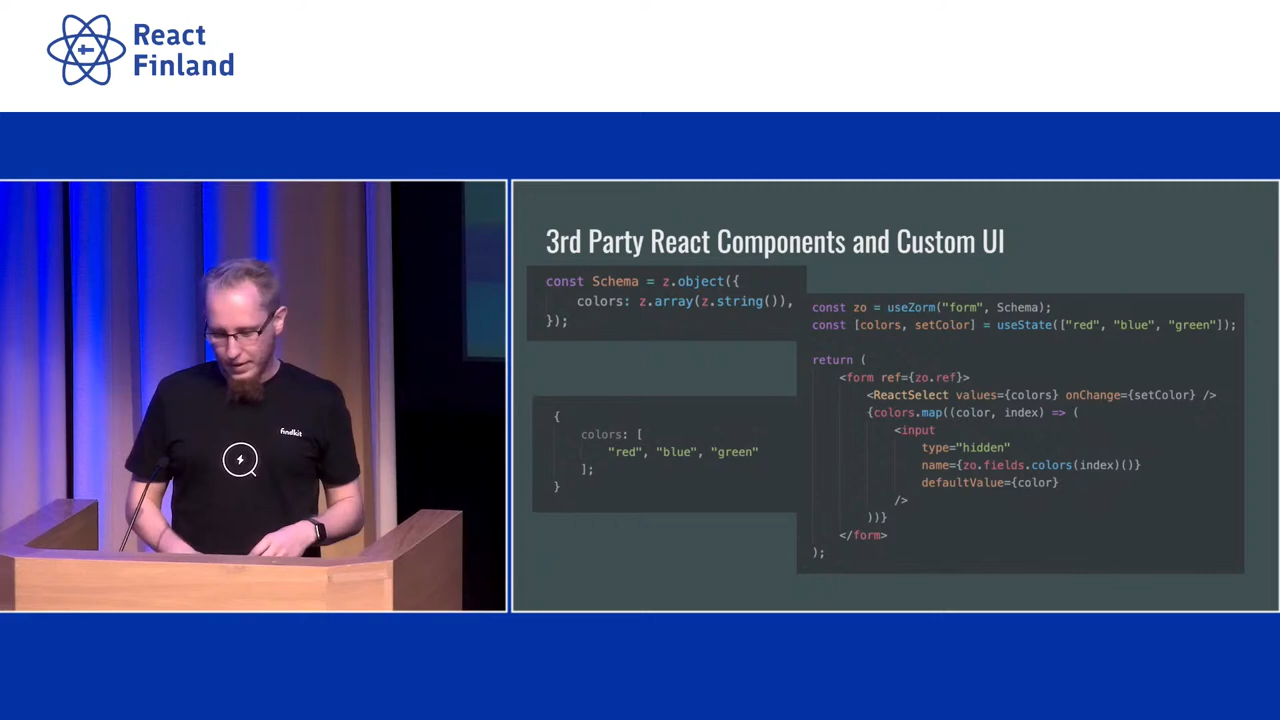 React
Finland
findkit
3rd Party React Components and Custom UI
const Schema = z.object({
colors: z.array(z.string()),
});
{
colors: [
"red", "blue", "green"
];
}
const zo = useZorm("form", Schema);
const [colors, setColor] = useState(["red", "blue", "green"]);
return (
<form ref={zo.ref}>
<ReactSelect values={colors} onChange={setColor} />
{colors.map((color, index) => (
<input
type="hidden"
name={zo.fields.colors(index)()}
defaultValue={color}
/>
))}
</form>
);